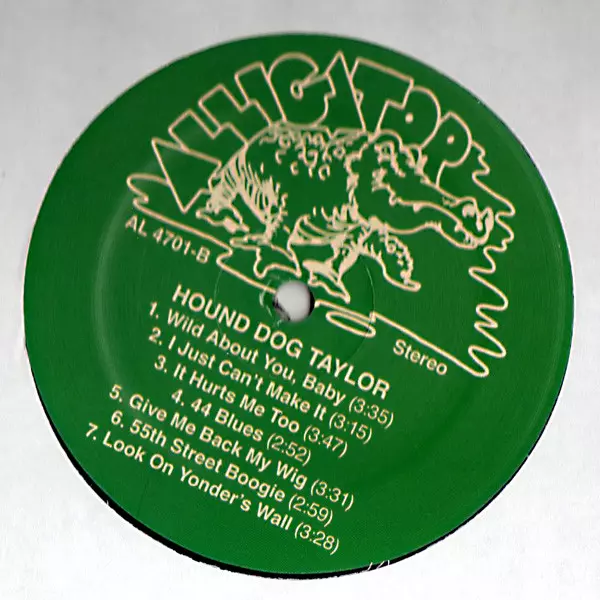 ALLIGATOR
AL 4701-B
Stereo
HOUND DOG TAYLOR
1. Wild About You, Baby (3:35)
2. I Just Can't Make It (3:15)
3. It Hurts Me Too (3:47)
4. 44 Blues (2:52)
5. Give Me Back My Wig (3:31)
6. 55th Street Boogie (2:59)
7. Look On Yonder's Wall (3:28)